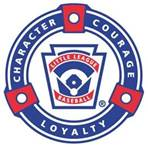 CHARACTER
COURAGE
LOYALTY
LITTLE LEAGUE
BASEBALL
®